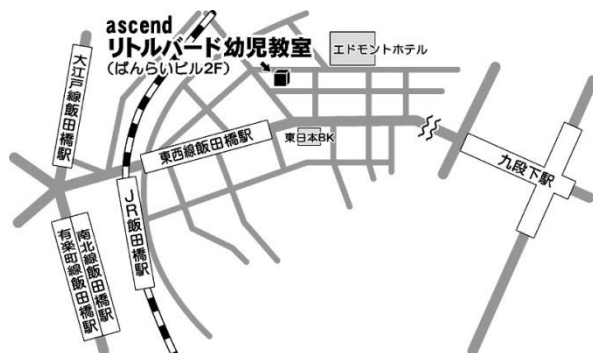 ascend
リトルバード幼児教室
(ばんらいビル2F)
エドモントホテル
大江戸線飯田橋駅
東西線飯田橋駅
東日本BK
九段下駅
JR飯田橋駅
南北線飯田橋駅
有楽町線飯田橋駅